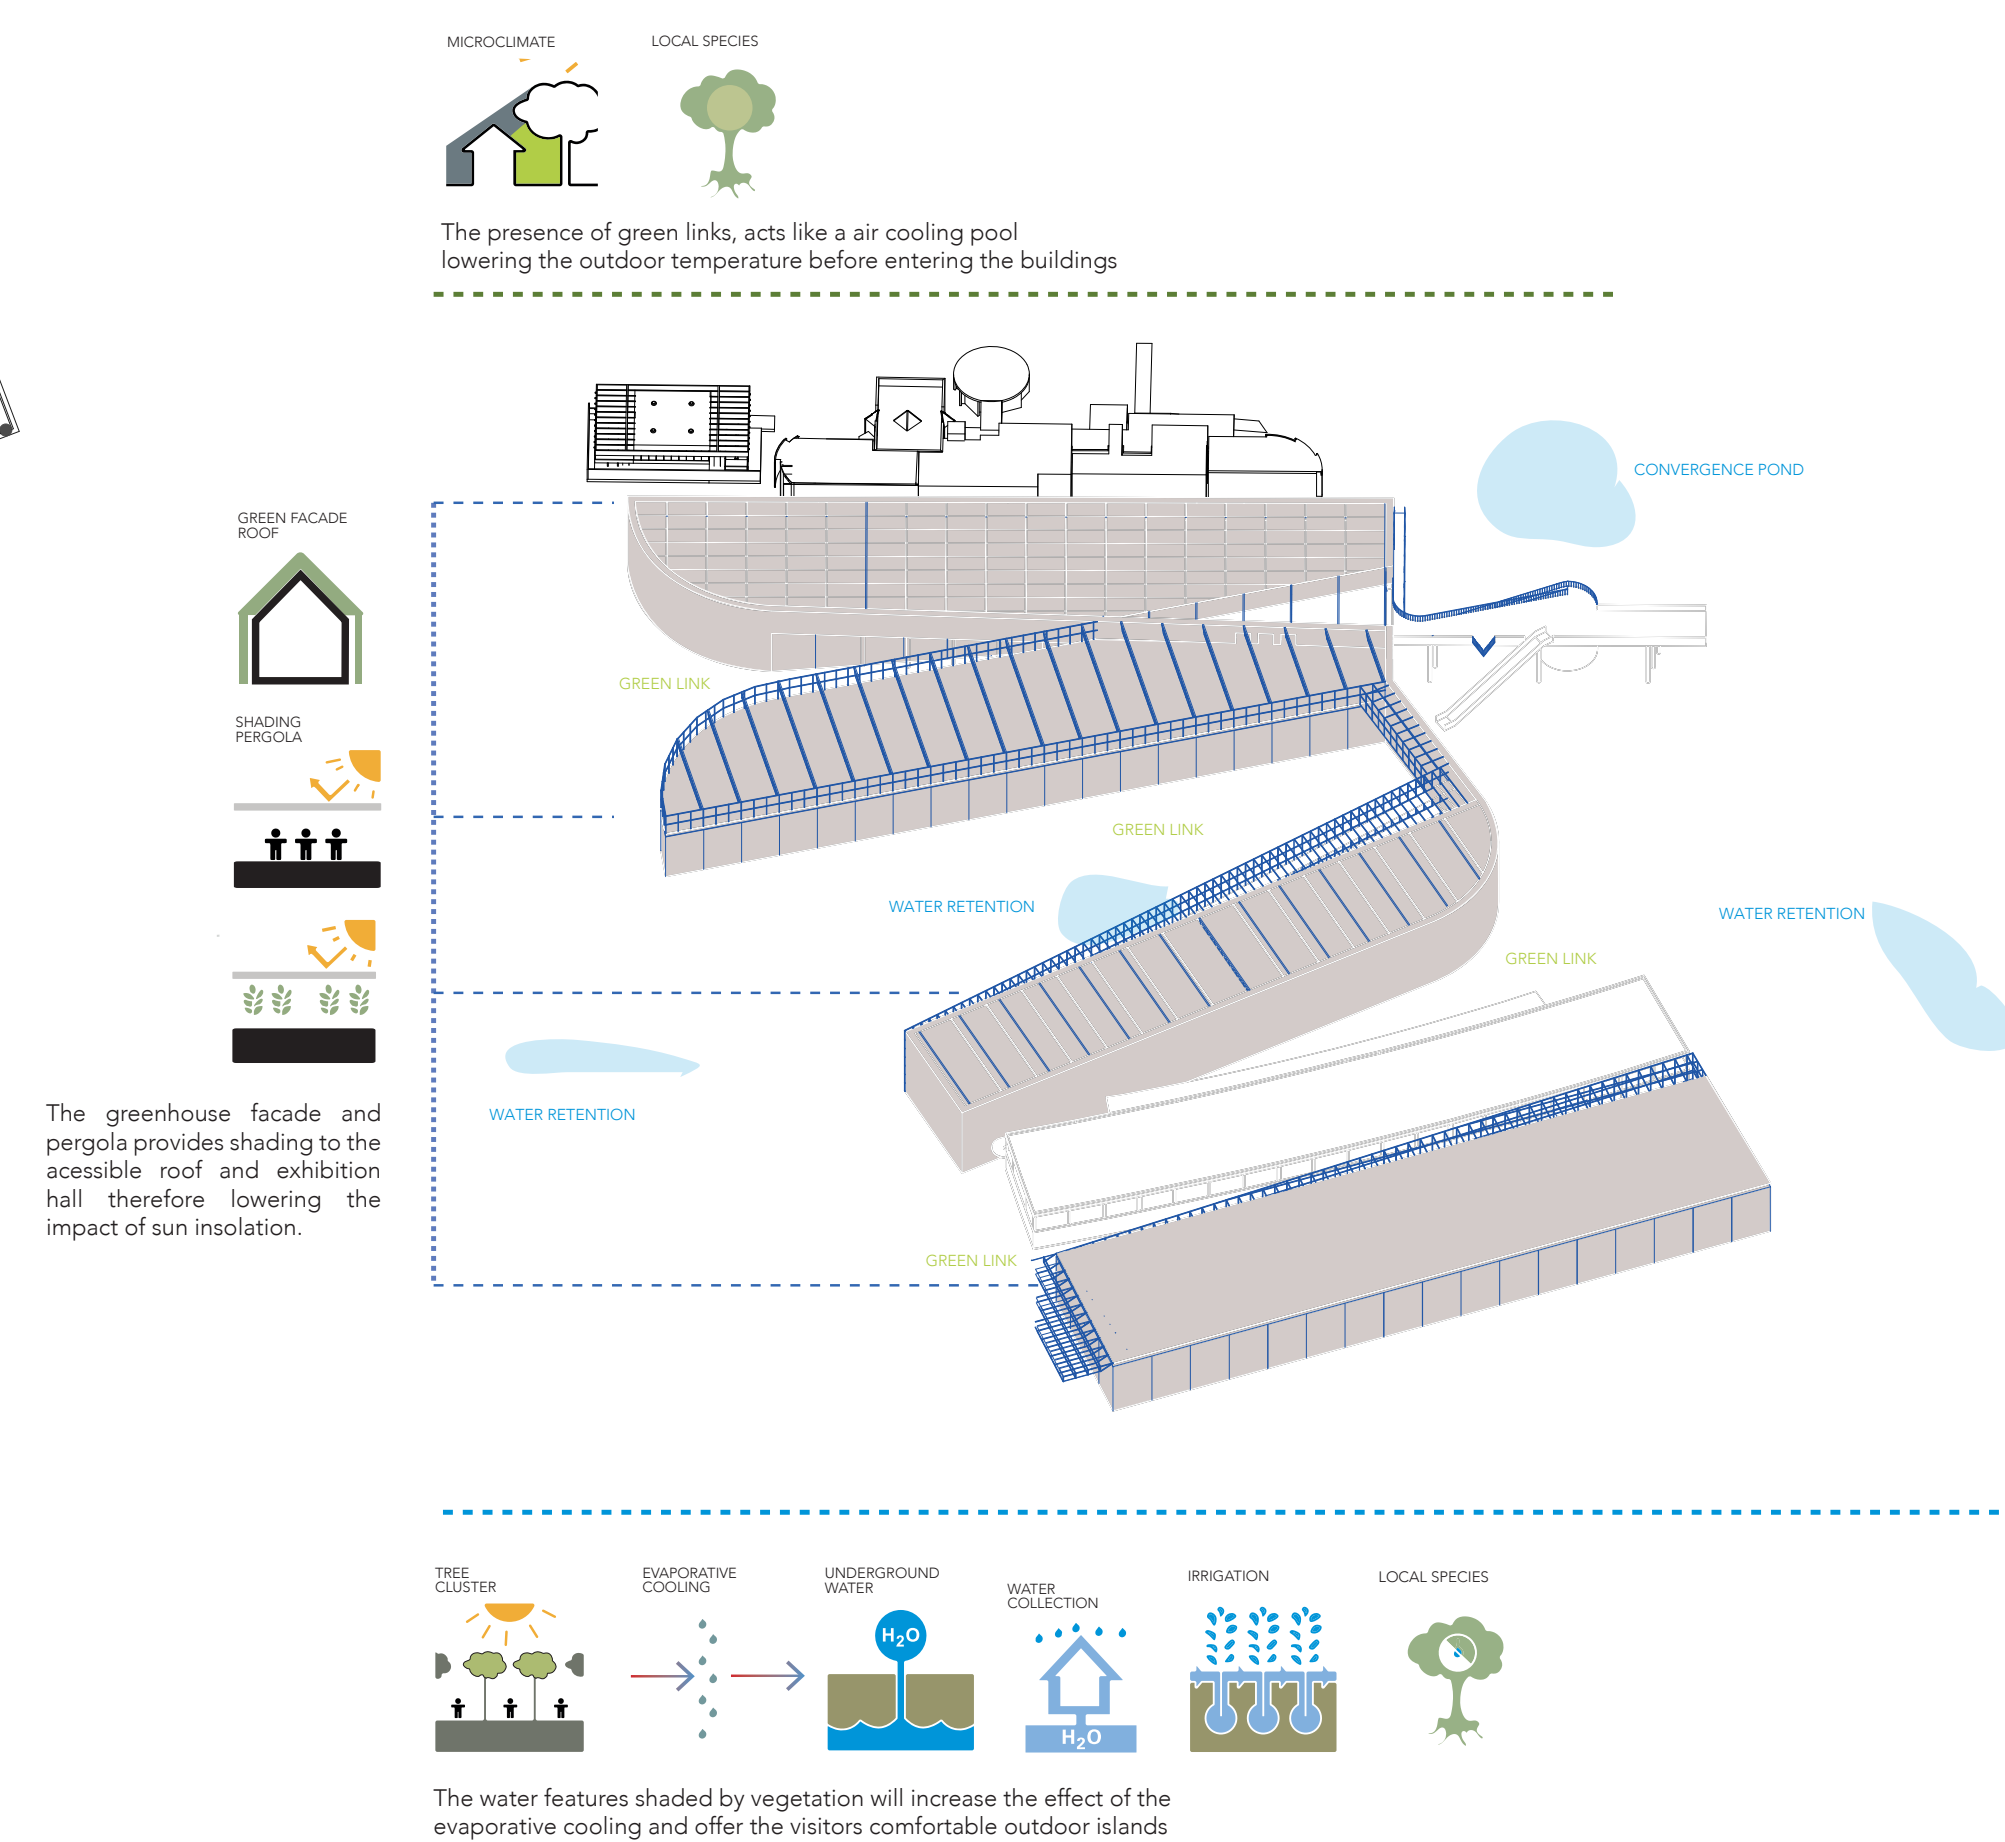 MICROCLIMATE
LOCAL SPECIES
The presence of green links, acts like a air cooling pool
lowering the outdoor temperature before entering the buildings
CONVERGENCE POND
GREEN FACADE
ROOF
GREEN LINK
SHADING
PERGOLA
GREEN LINK
WATER RETENTION
WATER RETENTION
GREEN LINK
WATER RETENTION
The greenhouse facade and
pergola provides shading to the
acessible roof and exhibition
hall therefore lowering the
impact of sun insolation.
GREEN LINK
TREE
CLUSTER
EVAPORATIVE
COOLING
UNDERGROUND
WATER
H2O
WATER
COLLECTION
H2O
IRRIGATION
LOCAL SPECIES
The water features shaded by vegetation will increase the effect of the
evaporative cooling and offer the visitors comfortable outdoor islands